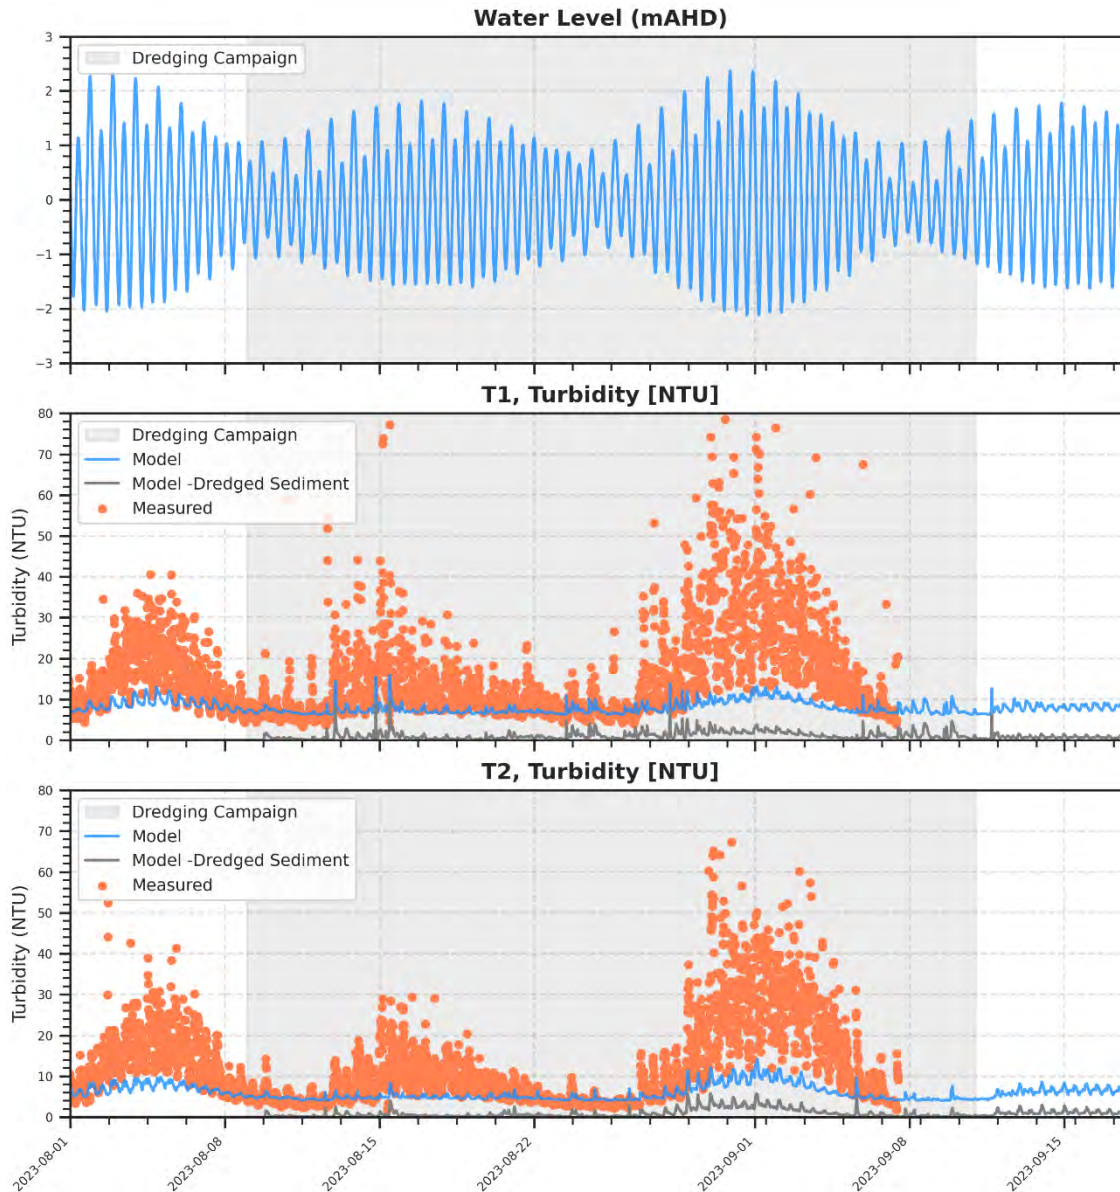 Water Level (mAHD)
3
2
1
0
−1
−2
−3
Dredging Campaign
T1, Turbidity [NTU]
Turbidity (NTU)
80
70
60
50
40
30
20
10
0
Dredging Campaign
Model
Model -Dredged Sediment
Measured
T2, Turbidity [NTU]
Turbidity (NTU)
80
70
60
50
40
30
20
10
0
Dredging Campaign
Model
Model -Dredged Sediment
Measured
2023-08-01
2023-08-08
2023-08-15
2023-08-22
2023-09-01
2023-09-08
2023-09-15